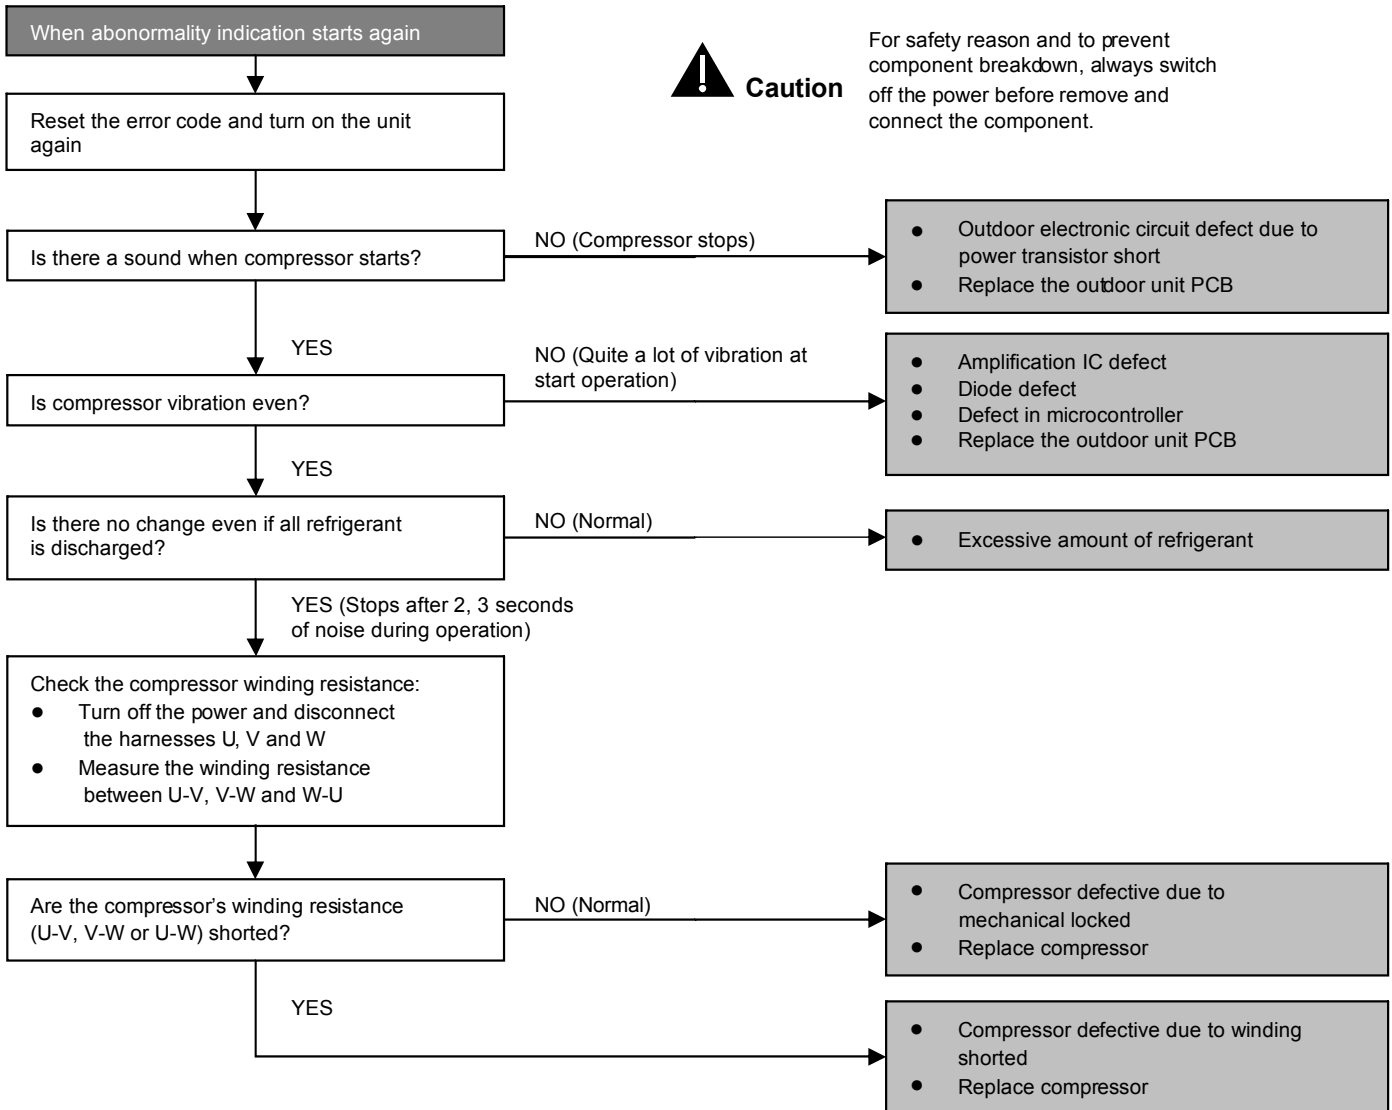 When abonormality indication starts again
Caution
For safety reason and to prevent
component breakdown, always switch
off the power before remove and
connect the component.
Reset the error code and turn on the unit
again
Is there a sound when compressor starts?
NO (Compressor stops)
● Outdoor electronic circuit defect due to
power transistor short
● Replace the outdoor unit PCB
YES
Is compressor vibration even?
NO (Quite a lot of vibration at
start operation)
● Amplification IC defect
● Diode defect
● Defect in microcontroller
● Replace the outdoor unit PCB
YES
Is there no change even if all refrigerant
is discharged?
NO (Normal)
● Excessive amount of refrigerant
YES (Stops after 2, 3 seconds
of noise during operation)
Check the compressor winding resistance:
● Turn off the power and disconnect
the harnesses U, V and W
● Measure the winding resistance
between U-V, V-W and W-U
Are the compressor's winding resistance
(U-V, V-W or U-W) shorted?
NO (Normal)
● Compressor defective due to
mechanical locked
● Replace compressor
YES
● Compressor defective due to winding
shorted
● Replace compressor